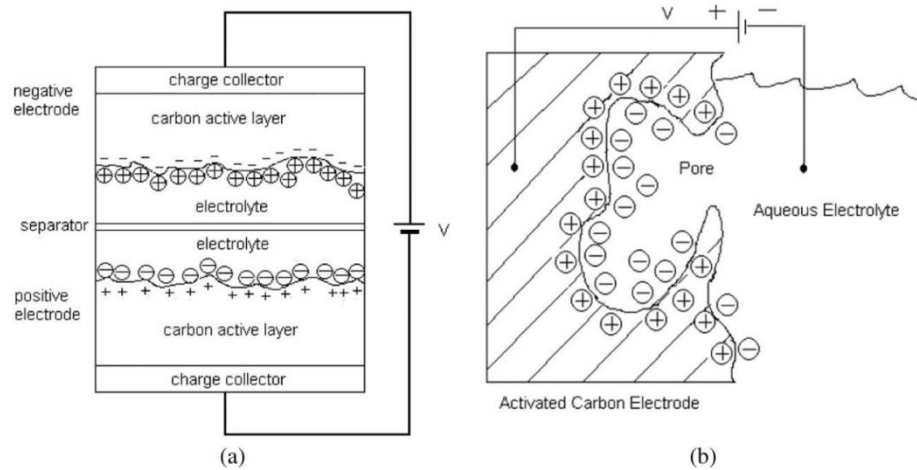 charge collector
negative
electrode
carbon active layer
electrolyte
separator
electrolyte
positive
electrode
carbon active layer
charge collector
V
(a)
V + −
Pore
Aqueous Electrolyte
Activated Carbon Electrode
(b)